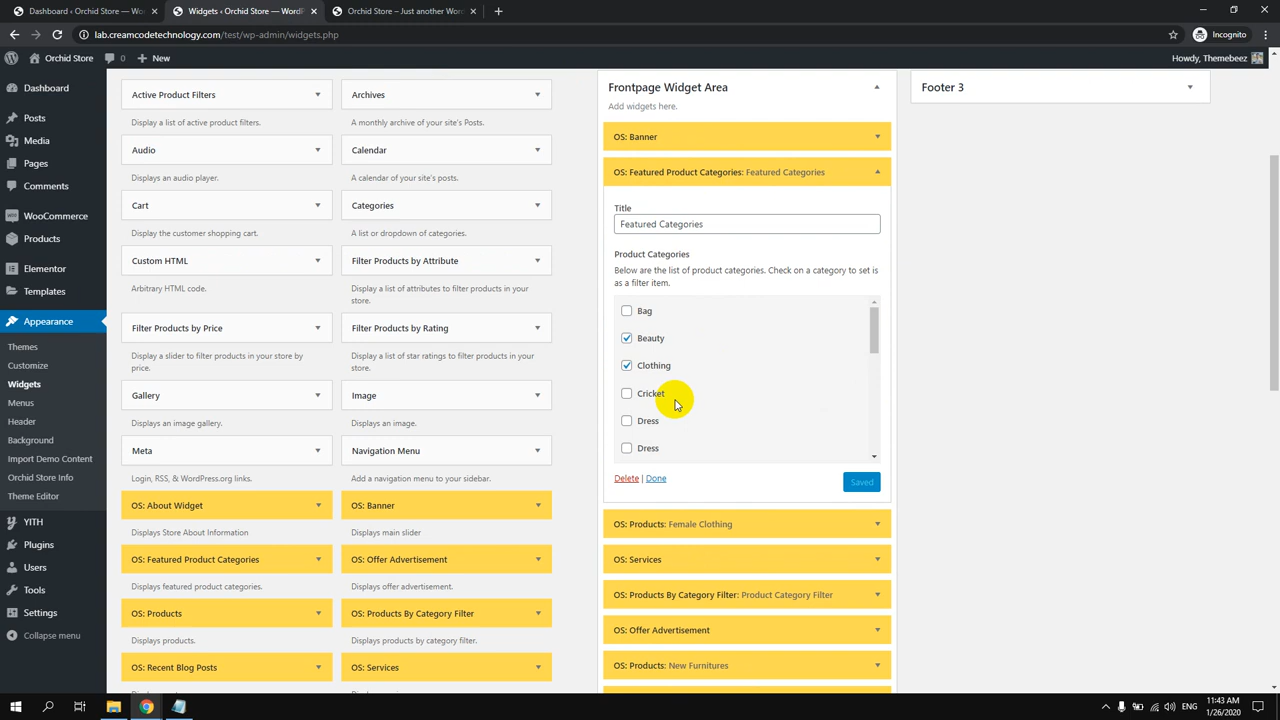 Dashboard ‹ Orchid Store — Wo
Widgets ‹ Orchid Store — WordP
Orchid Store – Just another Word
lab.creamcodetechnology.com/test/wp-admin/widgets.php
Incognito
Orchid Store
0
New
Howdy, Themebeez
Dashboard
Posts
Media
Pages
Comments
WooCommerce
Products
Elementor
Templates
Appearance
Themes
Customize
Widgets
Menus
Header
Background
Import Demo Content
Orchid Store Info
Theme Editor
YITH
Plugins
Users
Tools
Settings
Collapse menu
Active Product Filters
Display a list of active product filters.
Archives
A monthly archive of your site's Posts.
Audio
Displays an audio player.
Calendar
A calendar of your site's posts.
Cart
Display the customer shopping cart.
Categories
A list or dropdown of categories.
Custom HTML
Arbitrary HTML code.
Filter Products by Attribute
Display a list of attributes to filter products in your
store.
Filter Products by Price
Display a slider to filter products in your store by
price.
Filter Products by Rating
Display a list of star ratings to filter products in your
store.
Gallery
Displays an image gallery.
Image
Displays an image.
Meta
Login, RSS, & WordPress.org links.
Navigation Menu
Add a navigation menu to your sidebar.
OS: About Widget
Displays Store About Information
OS: Banner
Displays main slider
OS: Featured Product Categories
Displays featured product categories.
OS: Offer Advertisement
Displays offer advertisement.
OS: Products
Displays products.
OS: Products By Category Filter
Displays products by category filter.
OS: Recent Blog Posts
OS: Services
Frontpage Widget Area
Add widgets here.
OS: Banner
OS: Featured Product Categories: Featured Categories
Title
Featured Categories
Product Categories
Below are the list of product categories. Check on a category to set is
as a filter item.
Bag
Beauty
Clothing
Cricket
Dress
Dress
Delete | Done
Saved
OS: Products: Female Clothing
OS: Services
OS: Products By Category Filter: Product Category Filter
OS: Offer Advertisement
OS: Products: New Furnitures
Footer 3
ENG
11:43 AM
1/26/2020